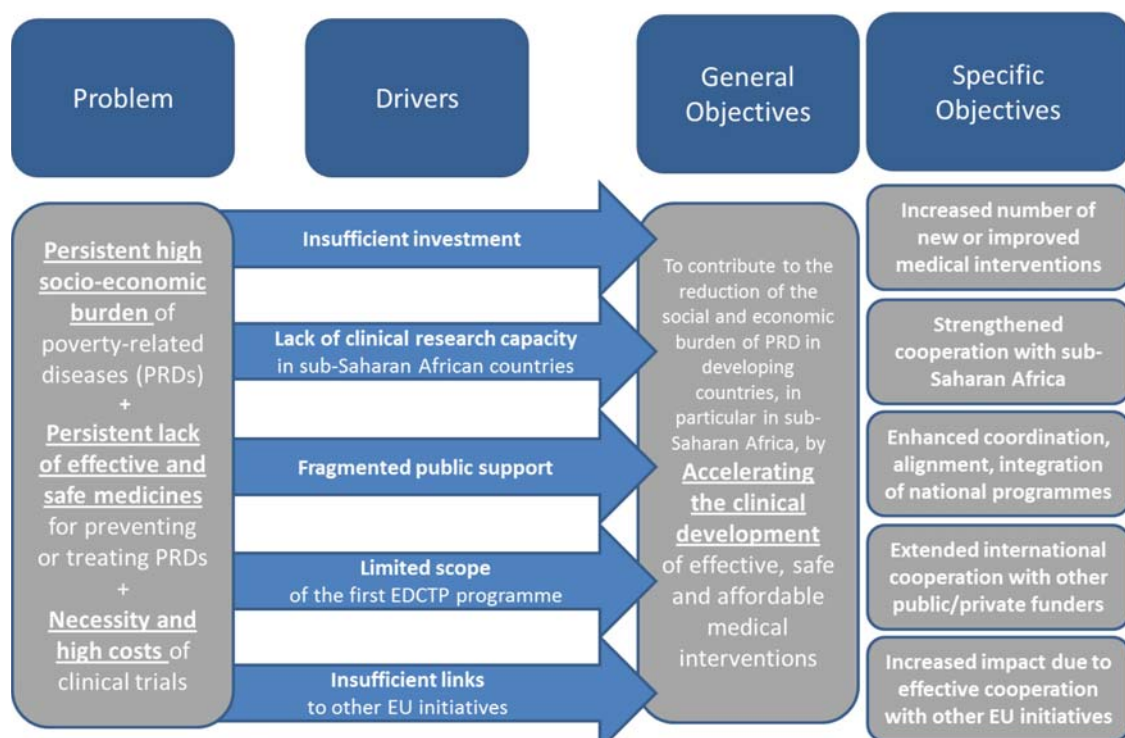 Problem
Drivers
General
Objectives
Specific
Objectives
Persistent high
socio-economic
burden of
poverty-related
diseases (PRDs)
+
Persistent lack
of effective and
safe medicines
for preventing
or treating PRDs
+
Necessity and
high costs of
clinical trials
Insufficient investment
Lack of clinical research capacity
in sub-Saharan African countries
Fragmented public support
Limited scope
of the first EDCTP programme
Insufficient links
to other EU initiatives
To contribute to the
reduction of the
social and economic
burden of PRD in
developing
countries, in
particular in sub-
Saharan Africa, by
Accelerating
the clinical
development
of effective, safe
and affordable
medical
interventions
Increased number of
new or improved
medical interventions
Strengthened
cooperation with sub-
Saharan Africa
Enhanced coordination,
alignment, integration
of national programmes
Extended international
cooperation with other
public/private funders
Increased impact due to
effective cooperation
with other EU initiatives